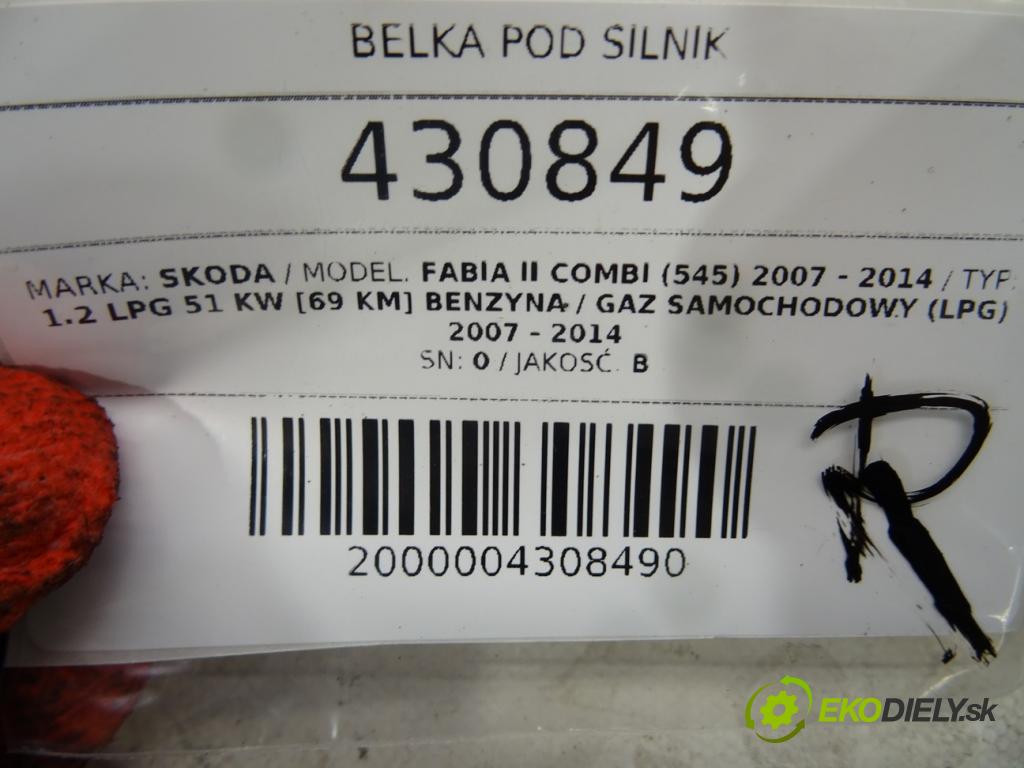 BELKA POD SILNIK
430849
MARKA: SKODA / MODEL. FABIA II COMBI (545) 2007 - 2014 / TYP:
1.2 LPG 51 KW [69 KM] BENZYNA / GAZ SAMOCHODOWY (LPG)
2007 - 2014
SN: 0 / JAKOŚĆ. B
2000004308490
R
EKODIELY.sk